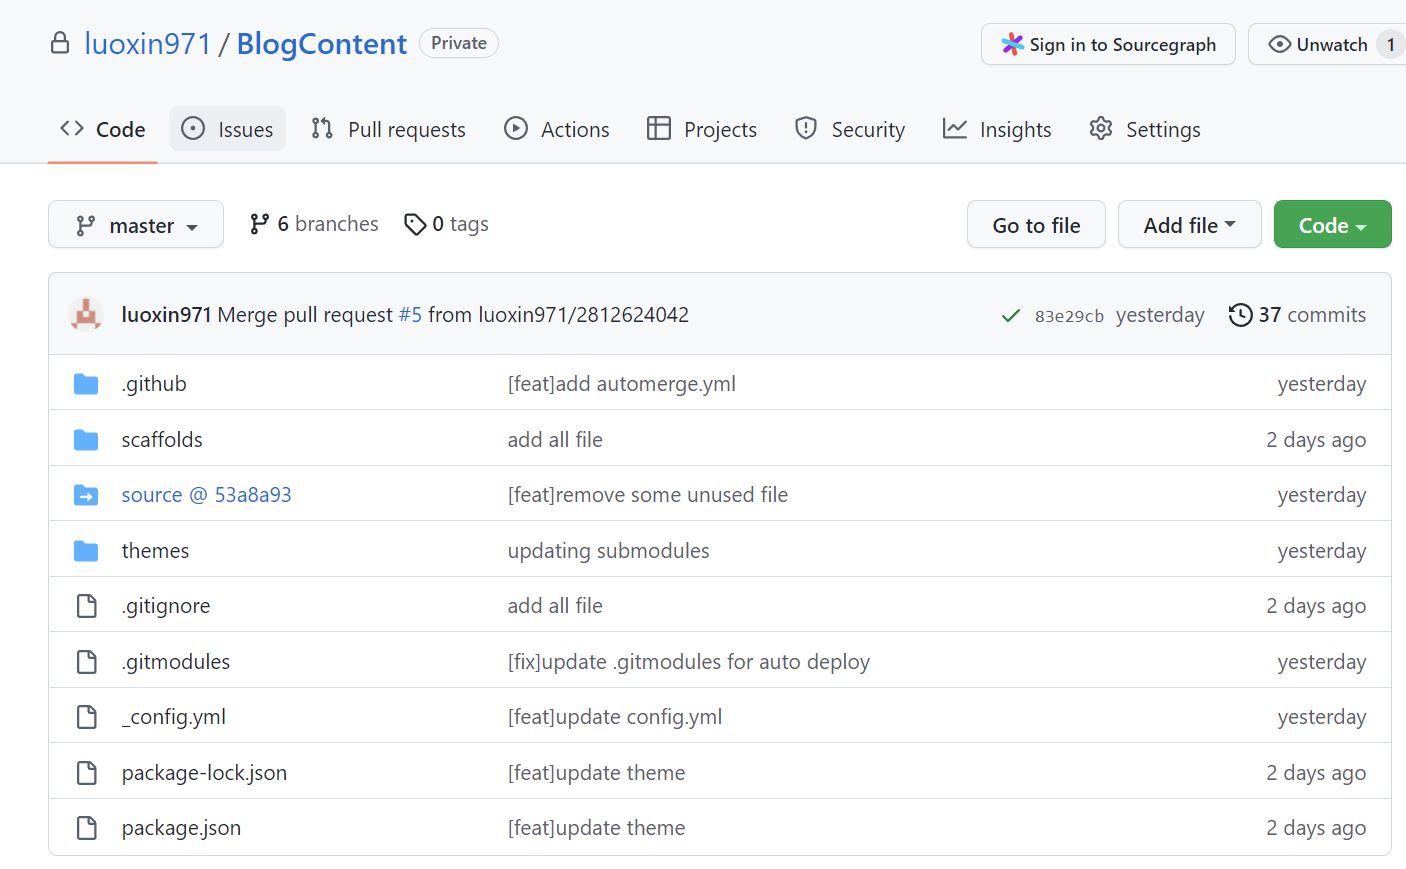 luoxin971 / BlogContent Private
Sign in to Sourcegraph
Unwatch 1
Code Issues Pull requests Actions Projects Security Insights Settings
master 6 branches 0 tags Go to file Add file Code
luoxin971 Merge pull request #5 from luoxin971/2812624042 83e29cb yesterday 37 commits
.github [feat]add automerge.yml yesterday
scaffolds add all file 2 days ago
source @ 53a8a93 [feat]remove some unused file yesterday
themes updating submodules yesterday
.gitignore add all file 2 days ago
.gitmodules [fix]update .gitmodules for auto deploy yesterday
_config.yml [feat]update config.yml yesterday
package-lock.json [feat]update theme 2 days ago
package.json [feat]update theme 2 days ago